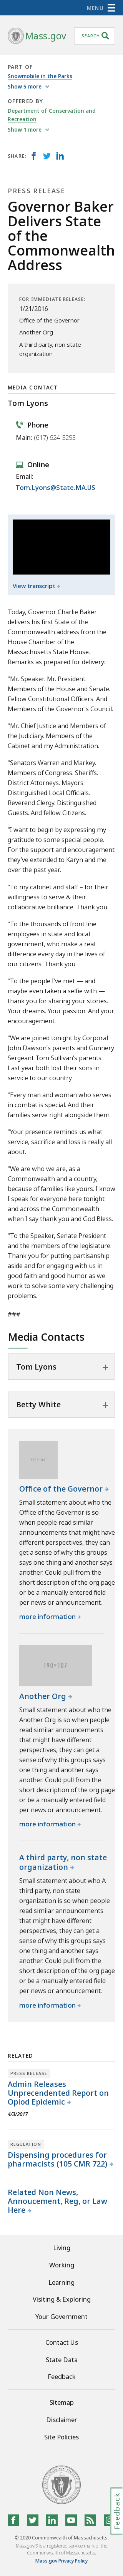 MENU
Mass.gov
SEARCH
PART OF
Snowmobile in the Parks
Show 5 more
OFFERED BY
Department of Conservation and
Recreation
Show 1 more
SHARE:
PRESS RELEASE
Governor Baker
Delivers State
of the
Commonwealth
Address
FOR IMMEDIATE RELEASE:
1/21/2016
Office of the Governor
Another Org
A third party, non state
organization
MEDIA CONTACT
Tom Lyons
Phone
Main: (617) 624-5293
Online
Email:
Tom.Lyons@State.MA.US
View transcript
Today, Governor Charlie Baker
delivers his first State of the
Commonwealth address from the
House Chamber of the
Massachusetts State House.
Remarks as prepared for delivery:
"Mr. Speaker. Mr. President.
Members of the House and Senate.
Fellow Constitutional Officers. And
Members of the Governor's Council.
"Mr. Chief Justice and Members of
the Judiciary. Members of the
Cabinet and my Administration.
"Senators Warren and Markey.
Members of Congress. Sheriffs.
District Attorneys. Mayors.
Distinguished Local Officials.
Reverend Clergy. Distinguished
Guests. And fellow Citizens.
"I want to begin by expressing my
gratitude to some special people.
For the support and encouragement
they've extended to Karyn and me
over the past year.
"To my cabinet and staff – for their
willingness to serve and their
collaborative brilliance. Thank you.
"To the thousands of front line
employees in state and local
government, who make a real
difference every day in the lives of
our citizens. Thank you.
"To the people I've met — and
maybe even taken a selfie with —
thank you for sharing your stories.
Your hopes. Your passion. And your
encouragement.
"We are joined tonight by Corporal
Shawn Dawson's parents and Gunnery
Sergeant Tom Sullivan's parents.
Both lost their sons last year in
service to our country.
"Every man and woman who serves
commits to the call. And their
families serve right alongside them.
"Your presence reminds us what
service, sacrifice and loss is really all
about.
"We are with you here, as a
Commonwealth and a country,
bless your sons and families. I know
I speak for everyone here tonight
and across the Commonwealth
when I say thank you and God Bless.
"To the Speaker, Senate President
and the members of the legislature.
Thank you for putting partisanship
aside and for engaging with us in
good faith and good humor as we
work to solve these very challenging
problems.
###
Media Contacts
Tom Lyons +
Betty White +
Office of the Governor
Small statement about who the
Office of the Governor is so
non people read similar
announcements that might have
different perspectives, they can
get a sense of why this groups
says one thing and another says
another. Could pull from the
short description of the org page
or be a manually entered field
per news or announcement.
more information
190×107
Another Org
Small statement about who the
Another Org is so when people
read similar announcements
that might have different
perspectives, they can get a
sense of why this groups says
one thing and another says
another. Could pull from the
short description of the org page
or be a manually entered field
per news or announcement.
more information
A third party, non state
organization
Small statement about who A
third party, non state
organization is so when people
read similar announcements
that might have different
perspectives, they can get a
sense of why this groups says
one thing and another says
another. Could pull from the
short description of the org page
or be a manually entered field
per news or announcement.
more information
RELATED
PRESS RELEASE
Admin Releases
Unprecendented Report on
Opiod Epidemic
4/3/2017
REGULATION
Dispensing procedures for
pharmacists (105 CMR 722)
Related Non News,
Annoucement, Reg, or Law
Here
Living
Working
Learning
Visiting & Exploring
Your Government
Contact Us
State Data
Feedback
Sitemap
Disclaimer
Site Policies
Feedback
© 2020 Commonwealth of Massachusetts.
Mass.gov® is a registered service mark of the
Commonwealth of Massachusetts.
Mass.gov Privacy Policy